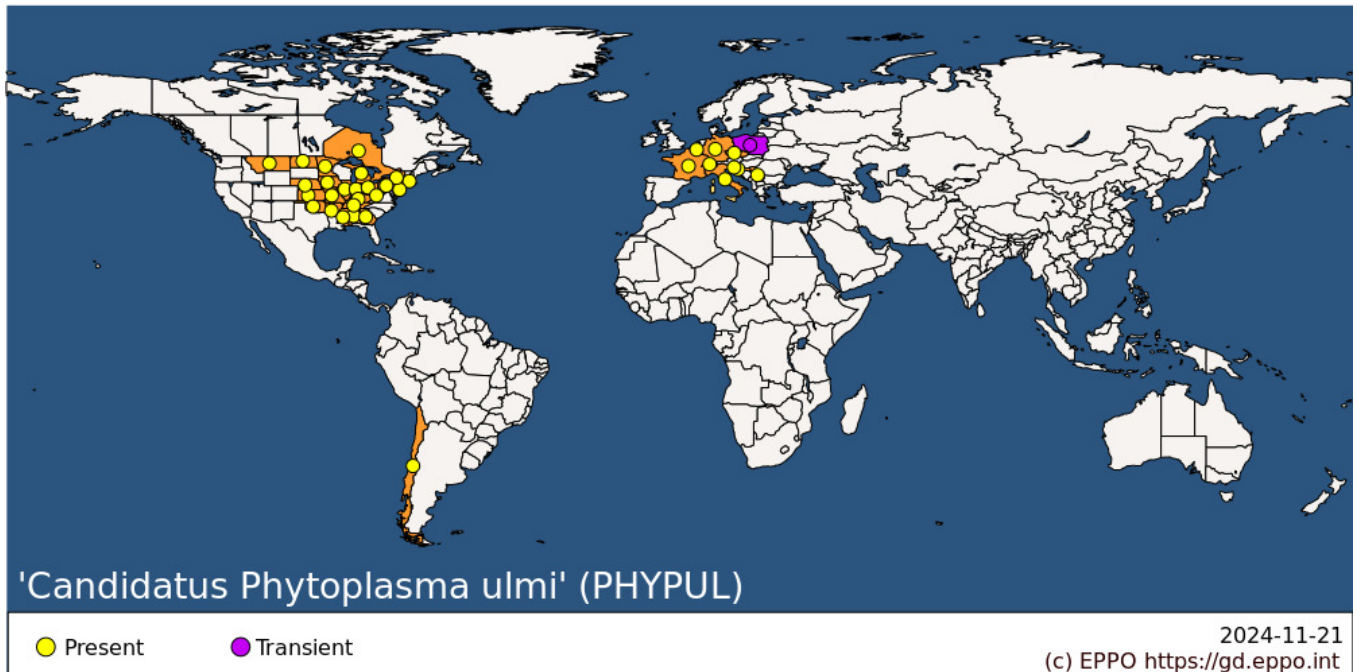 'Candidatus Phytoplasma ulmi' (PHYPUL)
Present
Transient
2024-11-21
(c) EPPO https://gd.eppo.int